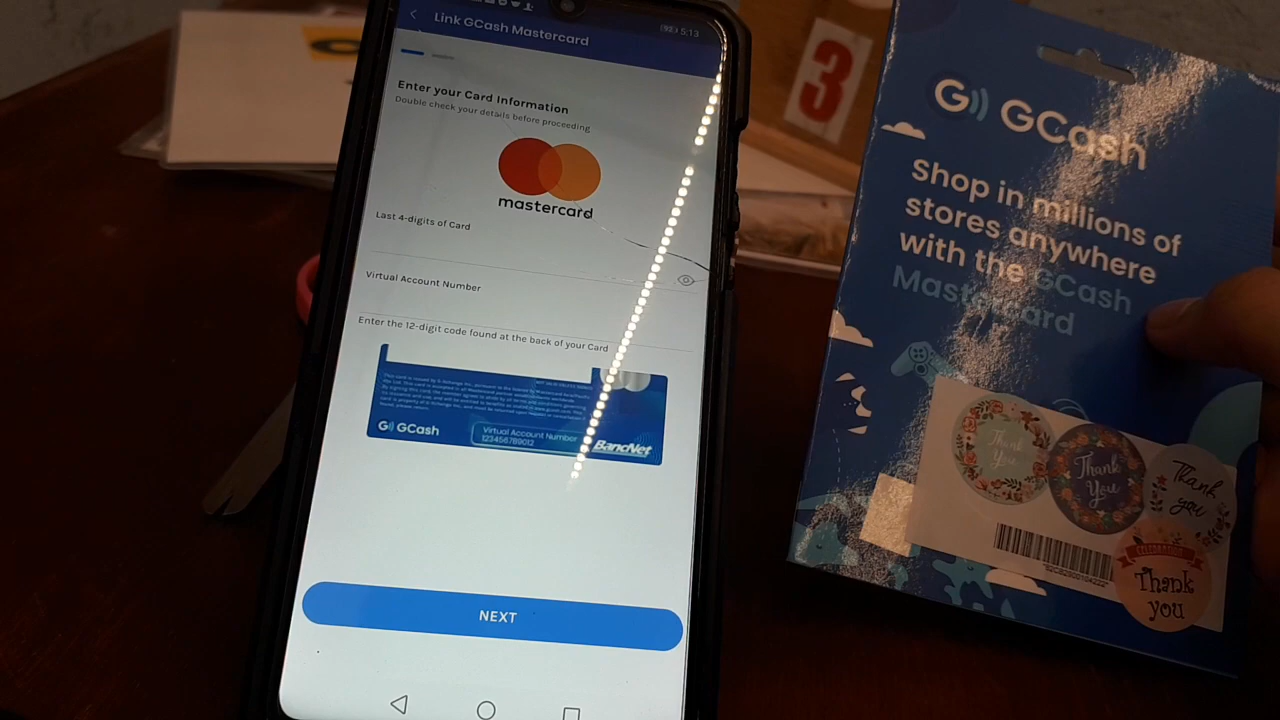 5:13
Link GCash Mastercard
Enter your Card Information
Double check your details before proceeding
mastercard
Last 4-digits of Card
Virtual Account Number
Enter the 12-digit code found at the back of your Card
GCash
Virtual Account Number
123456789012
BancNet
NEXT
3
G)) GCash
Shop in millions of
stores anywhere
with the GCash
Mastercard
Thank
You
Thank
You
Thank
you
Thank
you